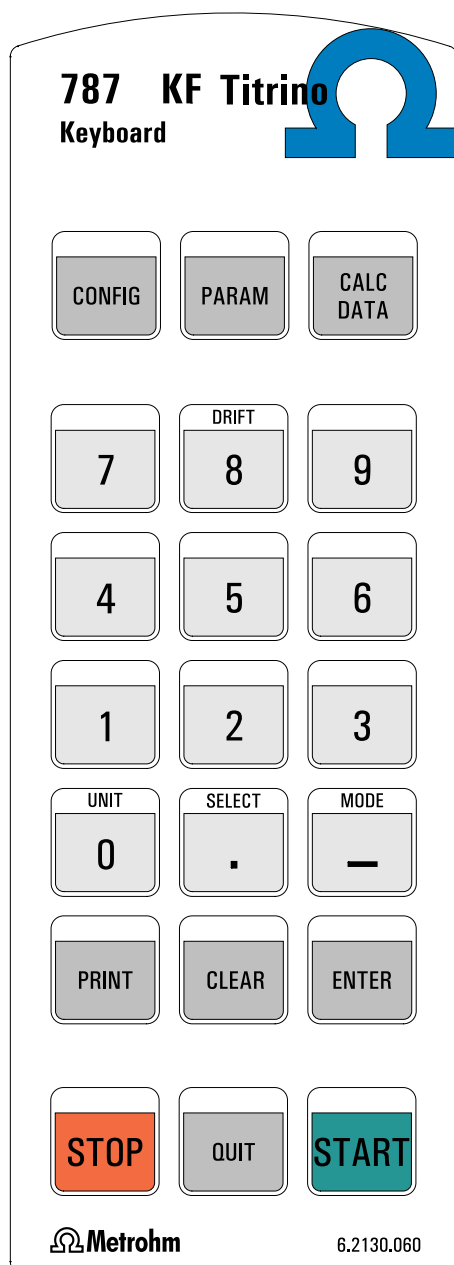 787 KF Titrino
Keyboard
CONFIG PARAM CALC DATA
DRIFT
7 8 9
4 5 6
1 2 3
UNIT SELECT MODE
0 . –
PRINT CLEAR ENTER
STOP QUIT START
Metrohm 6.2130.060